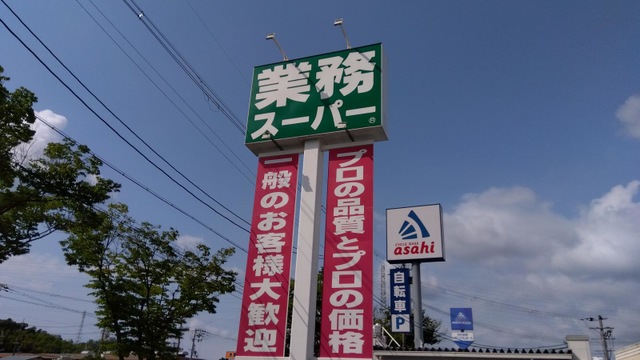 業務
スーパー
®
一般のお客様大歓迎
プロの品質とプロの価格
CYCLE BASE
asahi
自転車
P